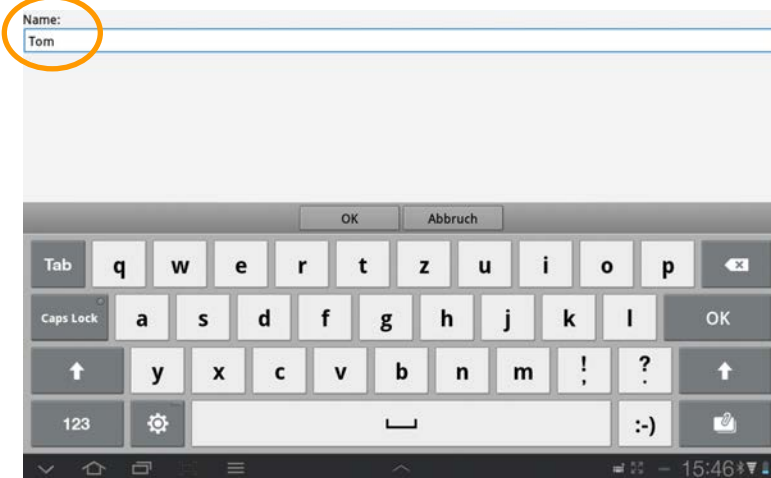 Name:
Tom
OK Abbruch
Tab q w e r t z u i o p
Caps Lock a s d f g h j k l OK
y x c v b n m ! , ? .
123 :-)
15:46